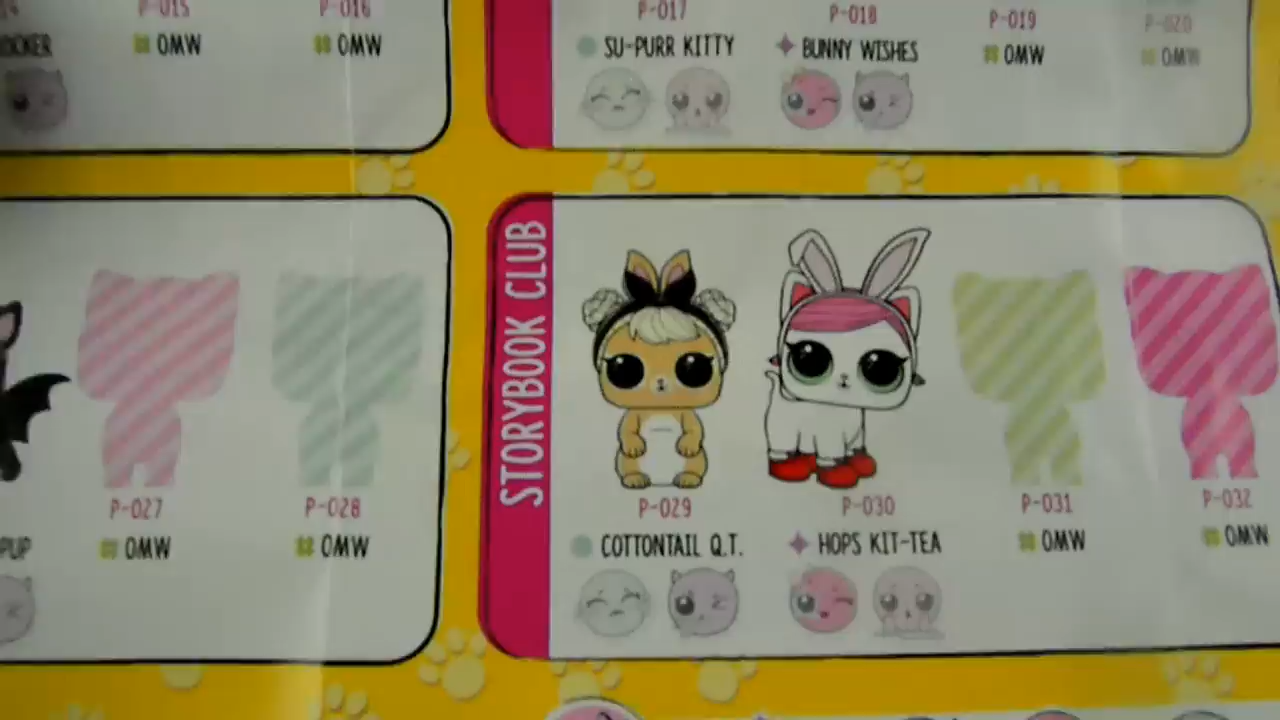 P-015
P-016
OMW
OMW
P-017
P-018
P-019
P-020
SU-PURR KITTY
BUNNY WISHES
OMW
OMW
P-027
P-028
PUP
OMW
OMW
STORYBOOK CLUB
P-029
P-030
P-031
P-032
COTTONTAIL Q.T.
HOPS KIT-TEA
OMW
OMW